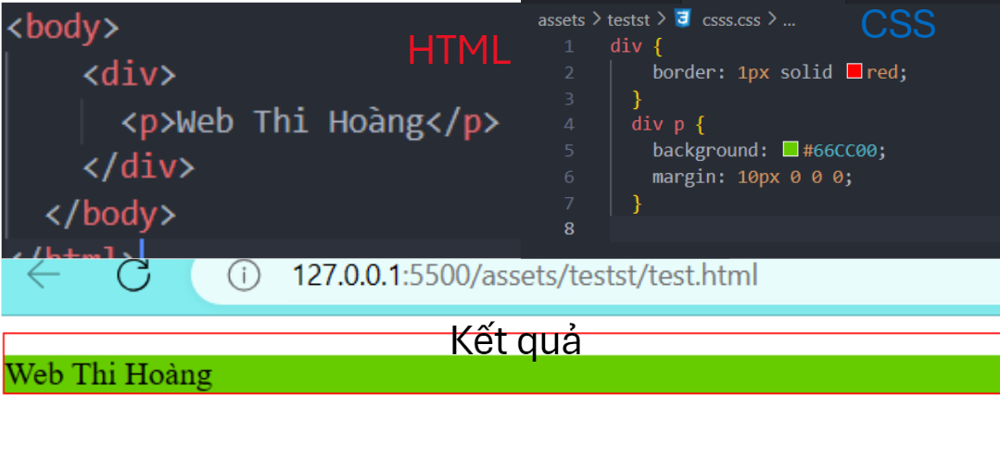 <body>
HTML
<div>
<p>Web Thi Hoàng</p>
</div>
</body>
</html>
assets > testst > csss.css > ...
CSS
1 div {
2 border: 1px solid red;
3 }
4 div p {
5 background: #66CC00;
6 margin: 10px 0 0 0;
7 }
8
127.0.0.1:5500/assets/testst/test.html
Kết quả
Web Thi Hoàng